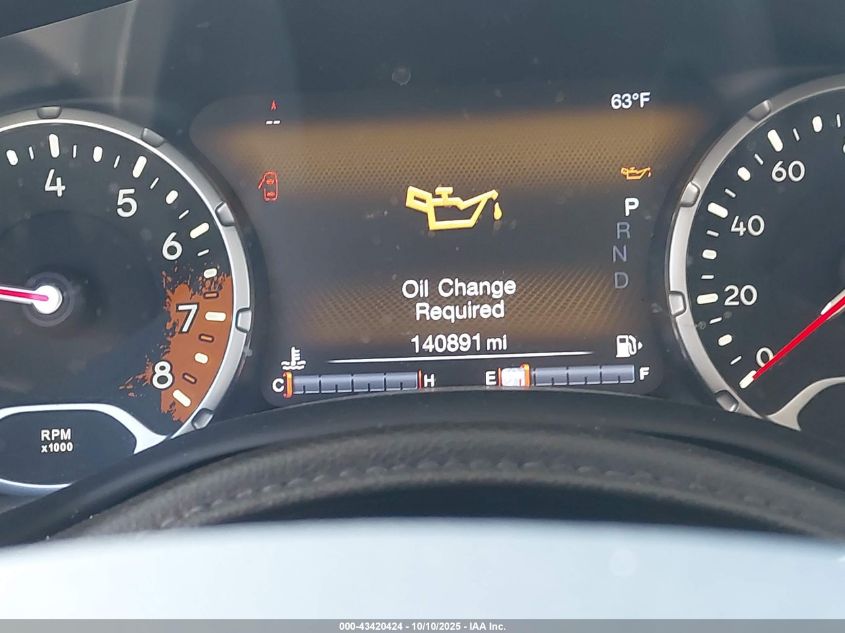 63°F
--
4
5
6
7
8
RPM
x1000
P
R
N
D
Oil Change
Required
140891 mi
C H
E F
60
40
20
0
000-43420424 - 10/10/2025 - IAA Inc.